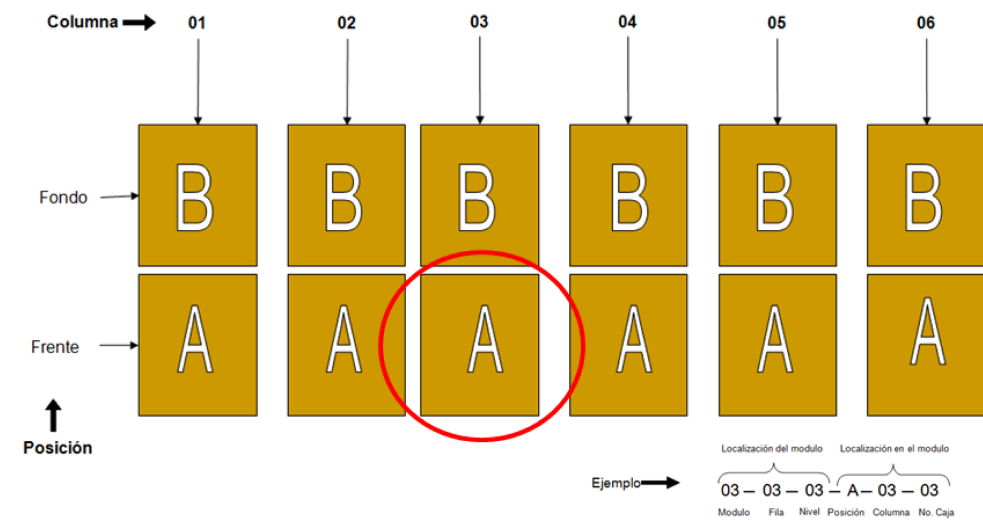 Columna 01 02 03 04 05 06
Fondo B B B B B B
Frente A A A A A A
Posición
Localización del modulo Localización en el modulo
Ejemplo 03 – 03 – 03 – A – 03 – 03
Modulo Fila Nivel Posición Columna No. Caja